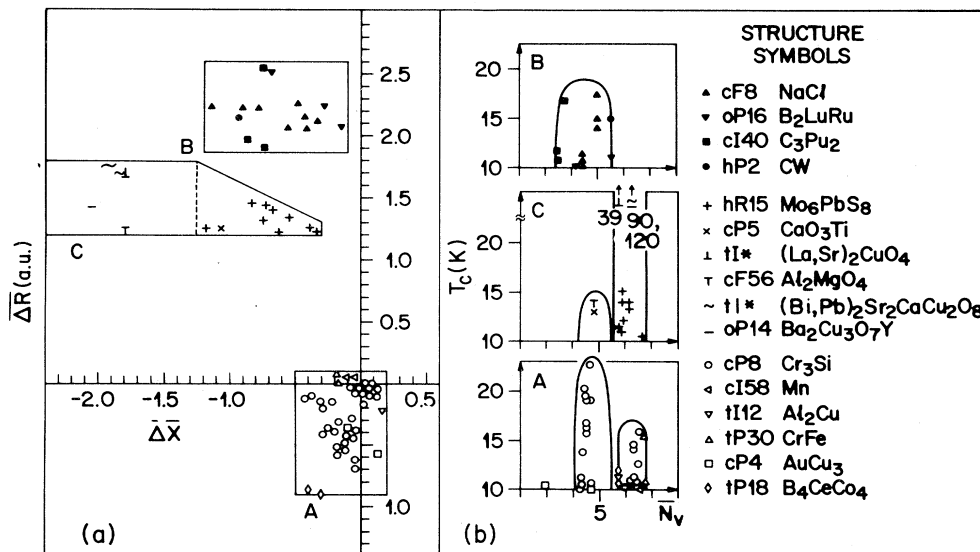 2.5
2.0
1.5
1.0
0.5
1.0
-2.0
-1.0
0.5
B
C
A
ΔR (a.u.)
ΔX
(a)
20
15
10
B
20
15
10
C
39
90,
120
20
15
10
A
T_C (K)
5
N_V
(b)
STRUCTURE
SYMBOLS
cF8 NaCl
oP16 B₂LuRu
cI40 C₃Pu₂
hP2 CW
hR15 Mo₆PbS₈
cP5 CaO₃Ti
tI* (La,Sr)₂CuO₄
cF56 Al₂MgO₄
tI* (Bi,Pb)₂Sr₂CaCu₂O₈
oP14 Ba₂Cu₃O₇Y
cP8 Cr₃Si
cI58 Mn
tI12 Al₂Cu
tP30 CrFe
cP4 AuCu₃
tP18 B₄CeCo₄